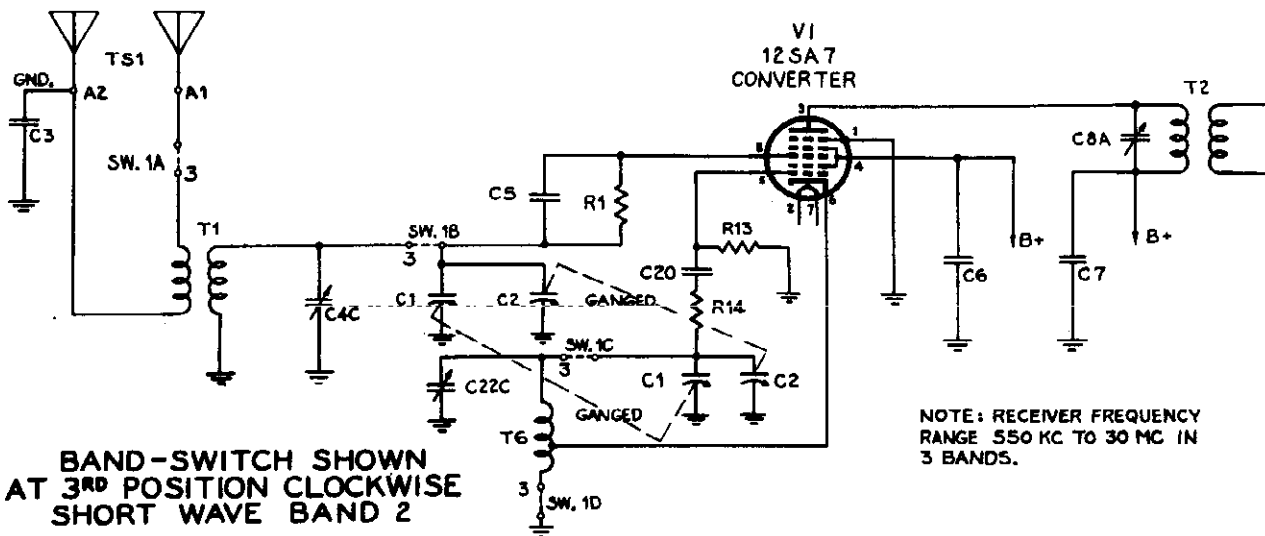 TS1
GND.
A2
A1
C3
SW. 1A
3
T1
C4C
SW. 1B
3
C5
R1
C1
C2
GANGED
V1
12SA7
CONVERTER
3
1
8
4
5
6
2
7
R13
C20
R14
SW. 1C
3
C22C
C1
C2
GANGED
T6
3
SW. 1D
C6
B+
C7
B+
C8A
T2
NOTE: RECEIVER FREQUENCY
RANGE 550 KC TO 30 MC IN
3 BANDS.
BAND-SWITCH SHOWN
AT 3RD POSITION CLOCKWISE
SHORT WAVE BAND 2